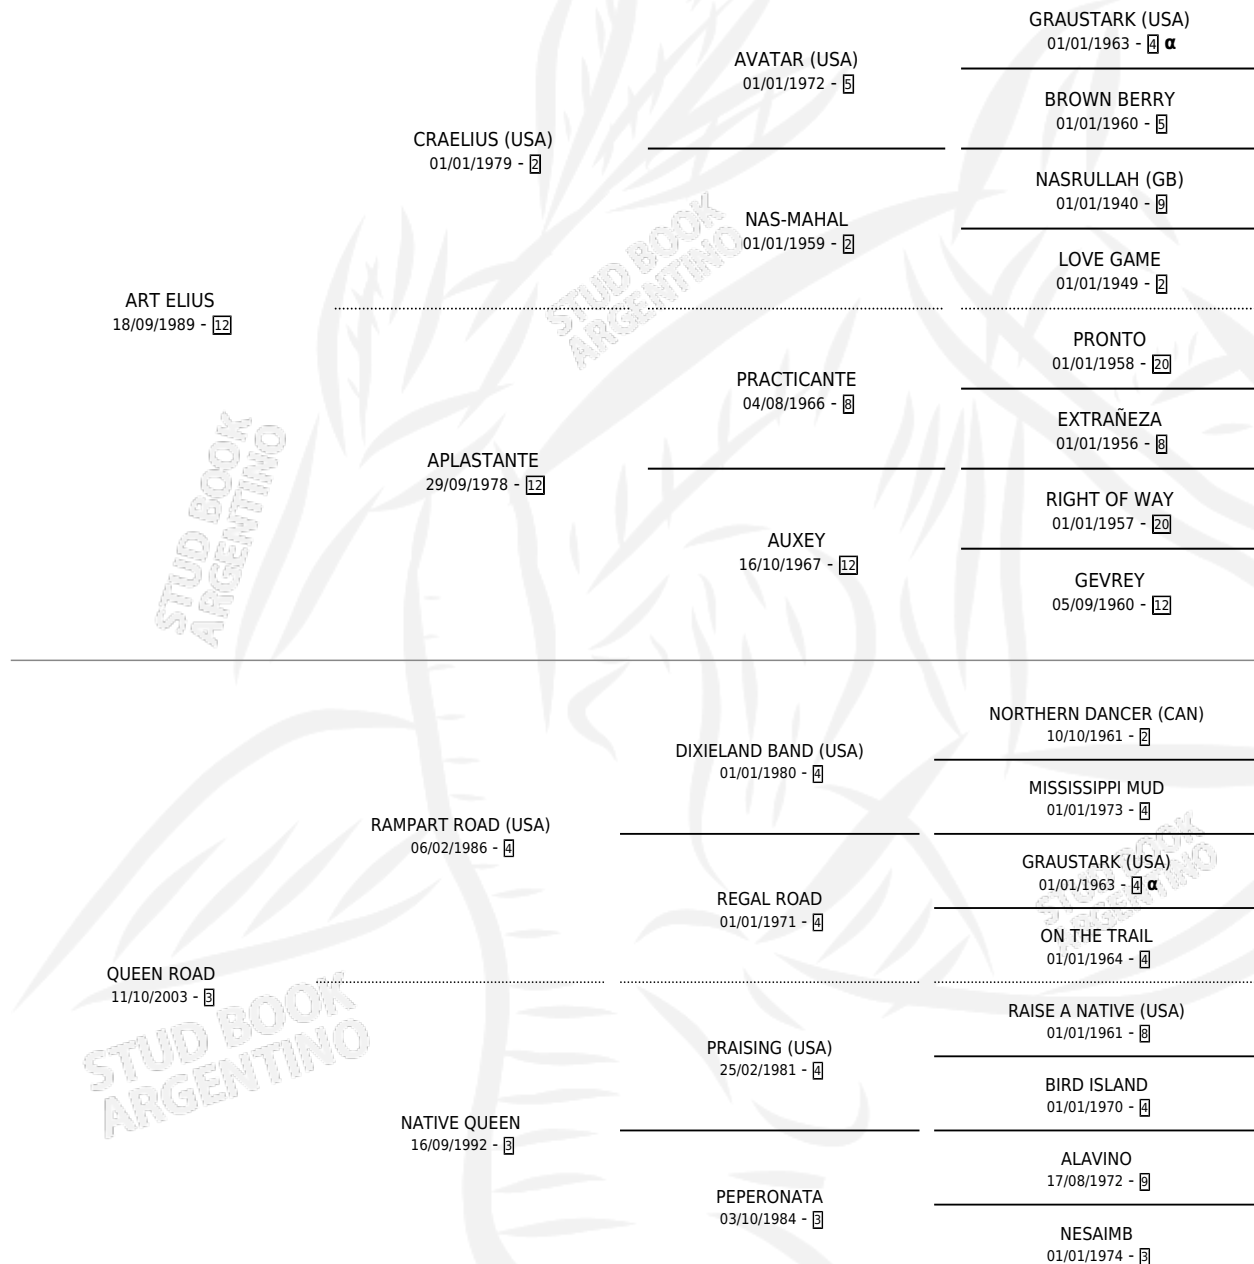 GRAUSTARK (USA)
01/01/1963 - 4 α
AVATAR (USA)
01/01/1972 - 5
BROWN BERRY
01/01/1960 - 5
CRAELIUS (USA)
01/01/1979 - 2
NASRULLAH (GB)
01/01/1940 - 9
NAS-MAHAL
01/01/1959 - 2
LOVE GAME
01/01/1949 - 2
ART ELIUS
18/09/1989 - 12
PRONTO
01/01/1958 - 20
PRACTICANTE
04/08/1966 - 8
EXTRAÑEZA
01/01/1956 - 8
APLASTANTE
29/09/1978 - 12
RIGHT OF WAY
01/01/1957 - 20
AUXEY
16/10/1967 - 12
GEVREY
05/09/1960 - 12
NORTHERN DANCER (CAN)
10/10/1961 - 2
DIXIELAND BAND (USA)
01/01/1980 - 4
MISSISSIPPI MUD
01/01/1973 - 4
RAMPART ROAD (USA)
06/02/1986 - 4
GRAUSTARK (USA)
01/01/1963 - 4 α
REGAL ROAD
01/01/1971 - 4
ON THE TRAIL
01/01/1964 - 4
QUEEN ROAD
11/10/2003 - 3
RAISE A NATIVE (USA)
01/01/1961 - 8
PRAISING (USA)
25/02/1981 - 4
BIRD ISLAND
01/01/1970 - 4
NATIVE QUEEN
16/09/1992 - 3
ALAVINO
17/08/1972 - 9
PEPERONATA
03/10/1984 - 3
NESAIMB
01/01/1974 - 3
STUD BOOK
ARGENTINO
STUD BOOK
ARGENTINO
STUD BOOK
ARGENTINO
STUD BOOK
ARGENTINO